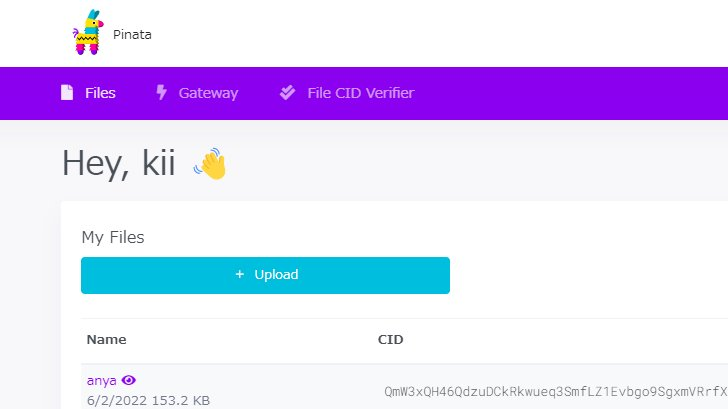 Pinata
Files Gateway File CID Verifier
Hey, kii 👋
My Files
+ Upload
Name CID
anya
QmW3xQH46QdzuDCkRkwueq3SmfLZ1Evbgo9SgxmVRrfX
6/2/2022 153.2 KB